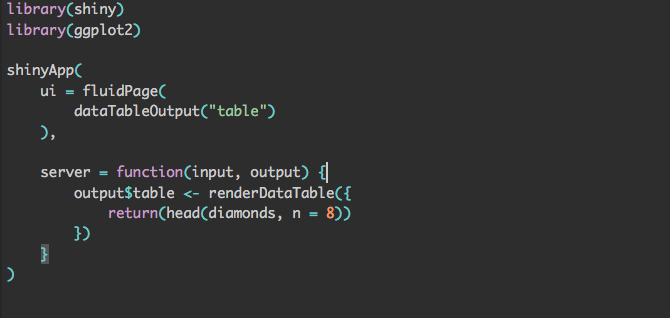 library(shiny)
library(ggplot2)
shinyApp(
ui = fluidPage(
dataTableOutput("table")
),
server = function(input, output) {
output$table <- renderDataTable({
return(head(diamonds, n = 8))
})
}
)